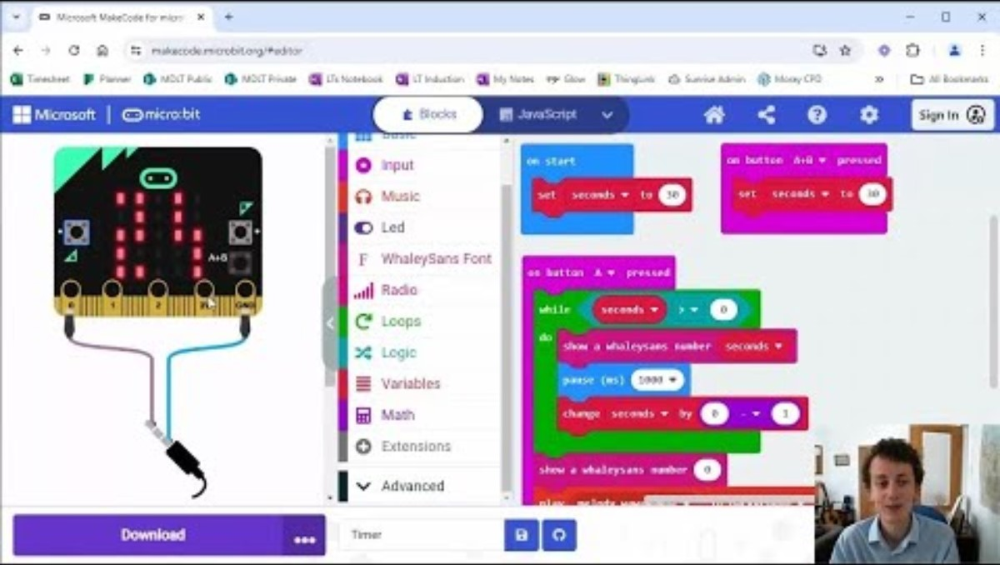 Microsoft MakeCode for micro
makecode.microbit.org/#editor
Timesheet
Planner
MDLT Public
MDLT Private
LTs Notebook
LT Induction
My Notes
Glow
ThingLink
Sunrise Admin
Moray CPD
All Bookmarks
Microsoft
micro:bit
Blocks
JavaScript
Sign In
A+B
0
1
2
GND
Download
Basic
Input
Music
Led
WhaleySans Font
Radio
Loops
Logic
Variables
Math
Extensions
Advanced
Timer
on start
set seconds to 30
on button A+B pressed
set seconds to 30
on button A pressed
while seconds > 0
do
show a whaleysans number seconds
pause (ms) 1000
change seconds by 0 - 1
show a whaleysans number 0
play melody